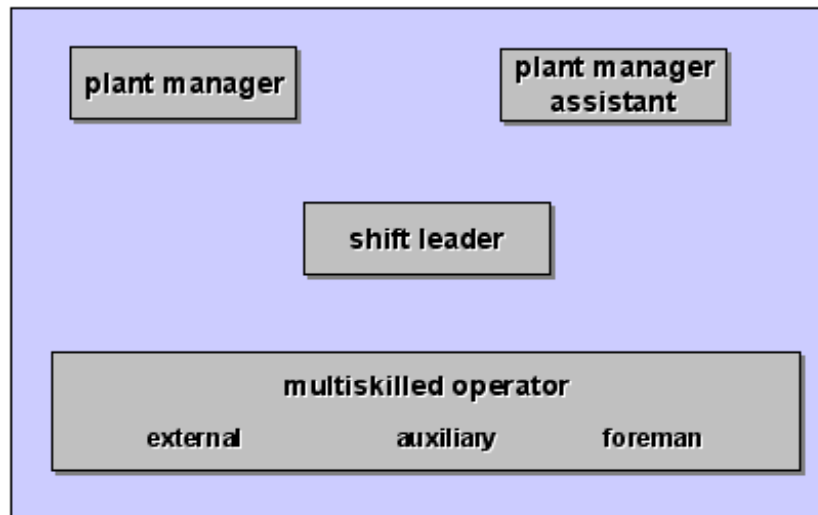 plant manager
plant manager
assistant
shift leader
multiskilled operator
external auxiliary foreman